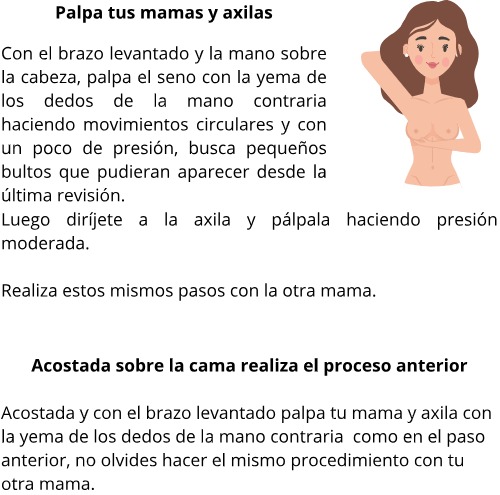 Palpa tus mamas y axilas
Con el brazo levantado y la mano sobre
la cabeza, palpa el seno con la yema de
los dedos de la mano contraria
haciendo movimientos circulares y con
un poco de presión, busca pequeños
bultos que pudieran aparecer desde la
última revisión.
Luego diríjete a la axila y pálpala haciendo presión
moderada.
Realiza estos mismos pasos con la otra mama.
Acostada sobre la cama realiza el proceso anterior
Acostada y con el brazo levantado palpa tu mama y axila con
la yema de los dedos de la mano contraria como en el paso
anterior, no olvides hacer el mismo procedimiento con tu
otra mama.